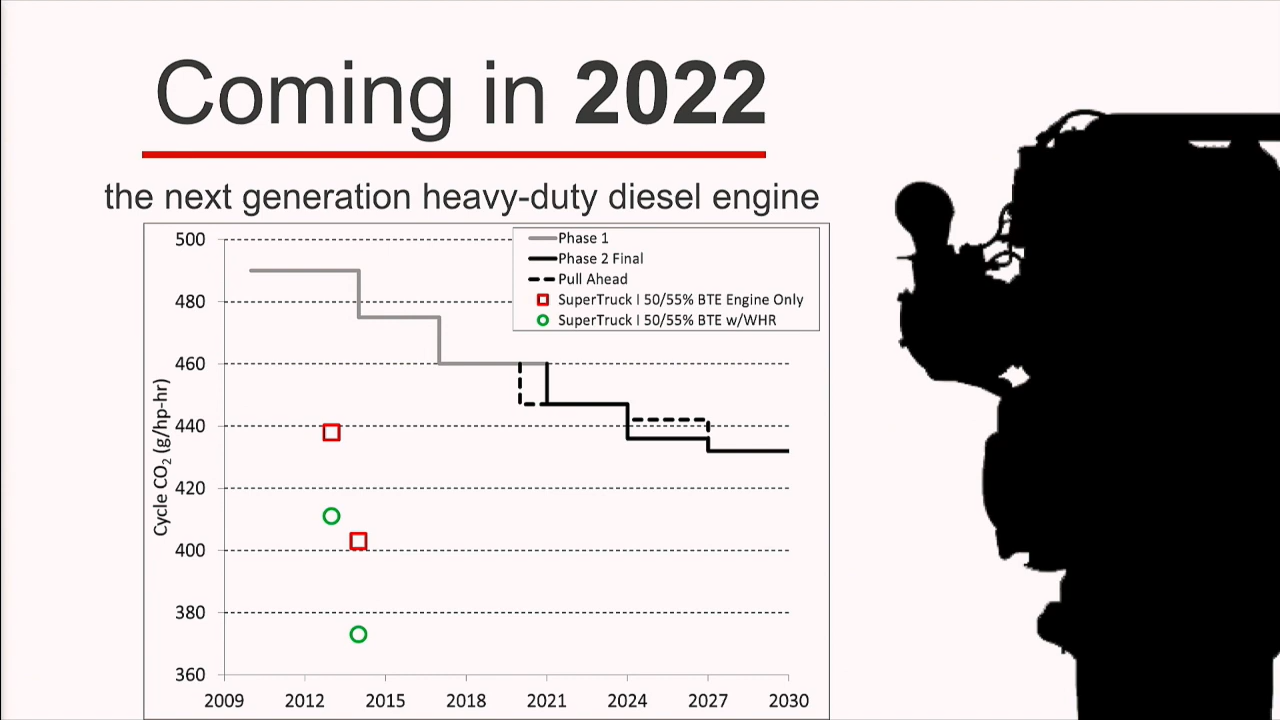 Coming in 2022
the next generation heavy-duty diesel engine
Phase 1
Phase 2 Final
Pull Ahead
SuperTruck I 50/55% BTE Engine Only
SuperTruck I 50/55% BTE w/WHR
Cycle CO₂ (g/hp-hr)
500
480
460
440
420
400
380
360
2009 2012 2015 2018 2021 2024 2027 2030